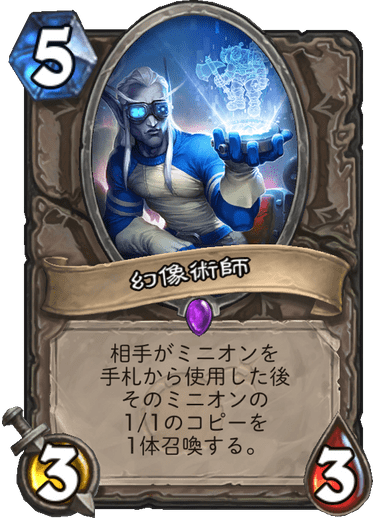 5
幻像術師
相手がミニオンを
手札から使用した後
そのミニオンの
1/1のコピーを
1体召喚する。
3
3